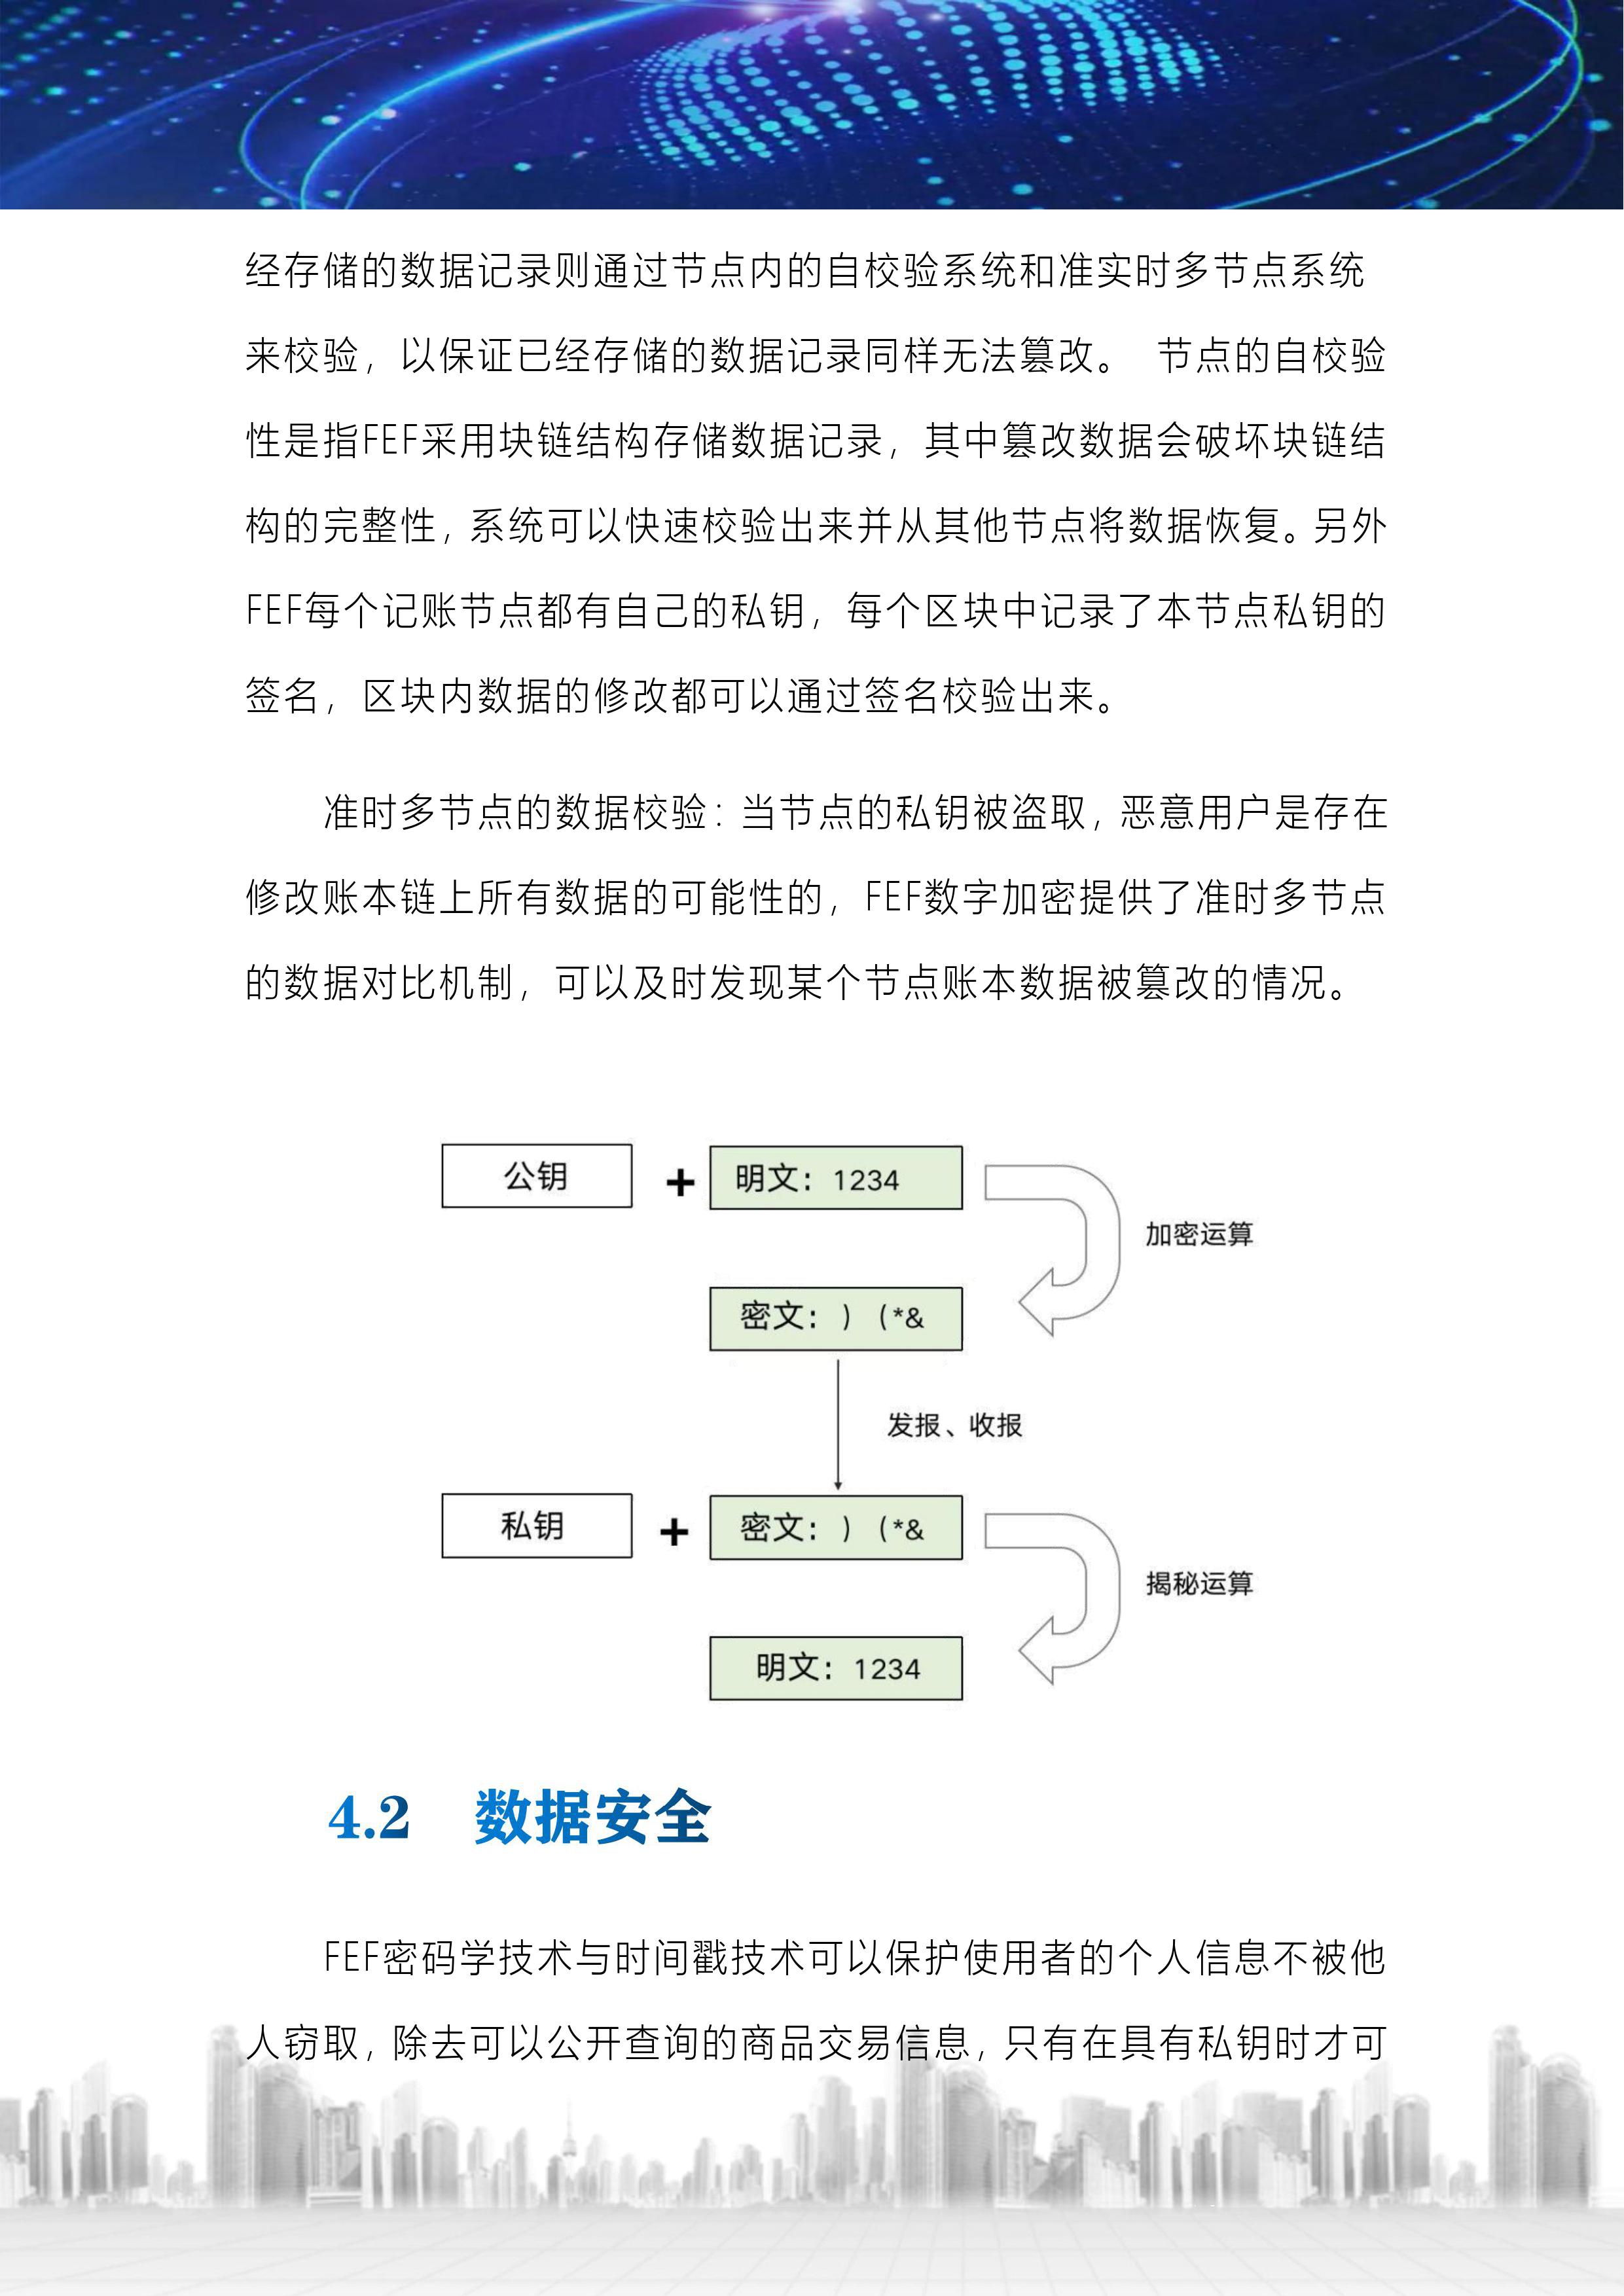 经存储的数据记录则通过节点内的自校验系统和准实时多节点系统
来校验，以保证已经存储的数据记录同样无法篡改。 节点的自校验
性是指FEF采用块链结构存储数据记录，其中篡改数据会破坏块链结
构的完整性，系统可以快速校验出来并从其他节点将数据恢复。另外
FEF每个记账节点都有自己的私钥，每个区块中记录了本节点私钥的
签名，区块内数据的修改都可以通过签名校验出来。
准时多节点的数据校验：当节点的私钥被盗取，恶意用户是存在
修改账本链上所有数据的可能性的，FEF数字加密提供了准时多节点
的数据对比机制，可以及时发现某个节点账本数据被篡改的情况。
公钥 + 明文：1234
加密运算
密文：）（*&
发报、收报
私钥 + 密文：）（*&
揭秘运算
明文：1234
4.2 数据安全
FEF密码学技术与时间戳技术可以保护使用者的个人信息不被他
人窃取，除去可以公开查询的商品交易信息，只有在具有私钥时才可